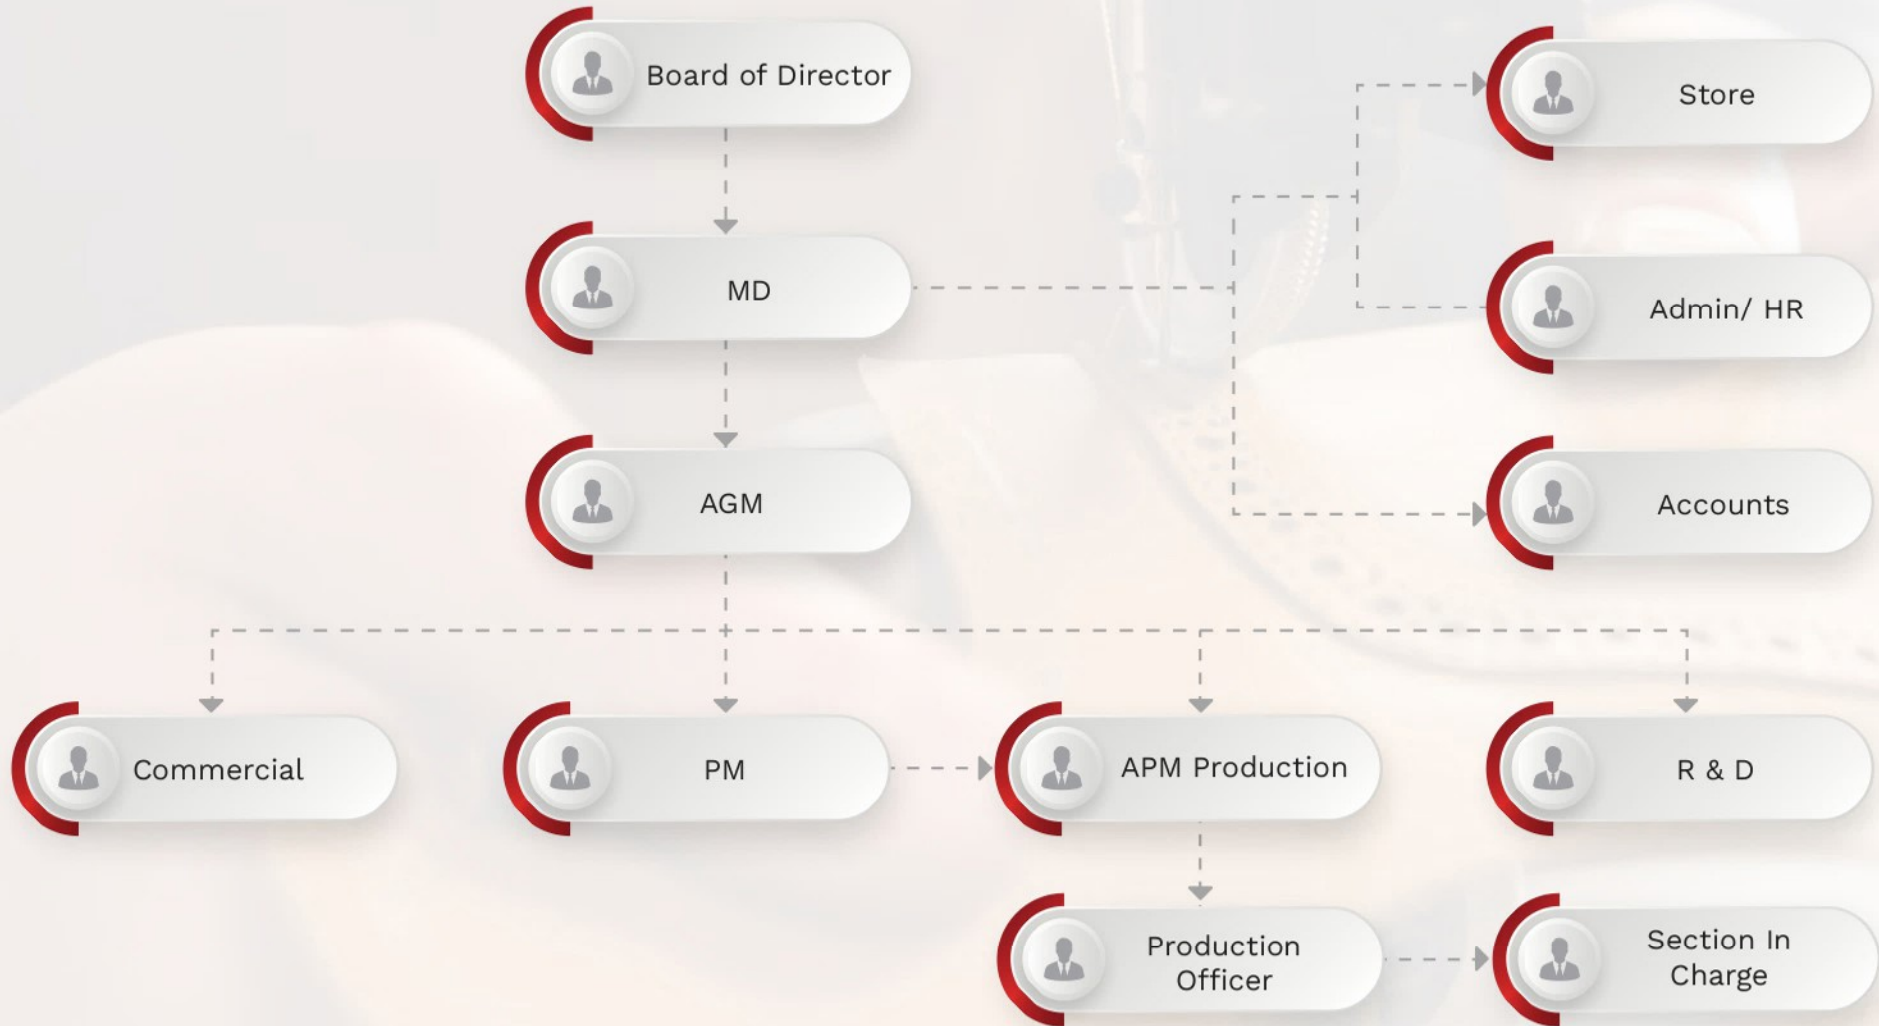 Board of Director
Store
MD
Admin/ HR
AGM
Accounts
Commercial
PM
APM Production
R & D
Production
Officer
Section In
Charge